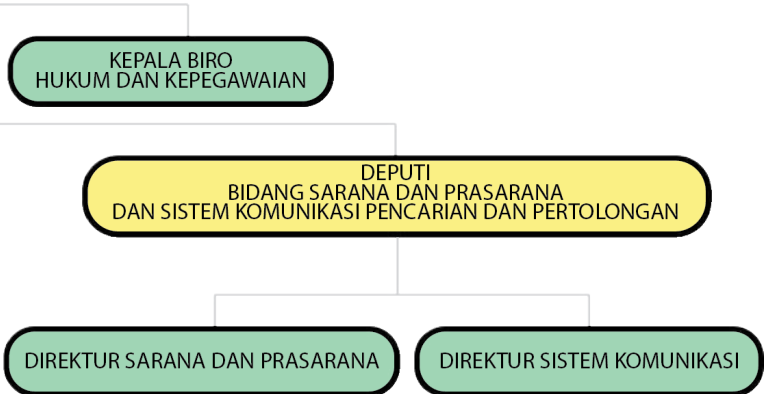 KEPALA BIRO
HUKUM DAN KEPEGAWAIAN
DEPUTI
BIDANG SARANA DAN PRASARANA
DAN SISTEM KOMUNIKASI PENCARIAN DAN PERTOLONGAN
DIREKTUR SARANA DAN PRASARANA
DIREKTUR SISTEM KOMUNIKASI